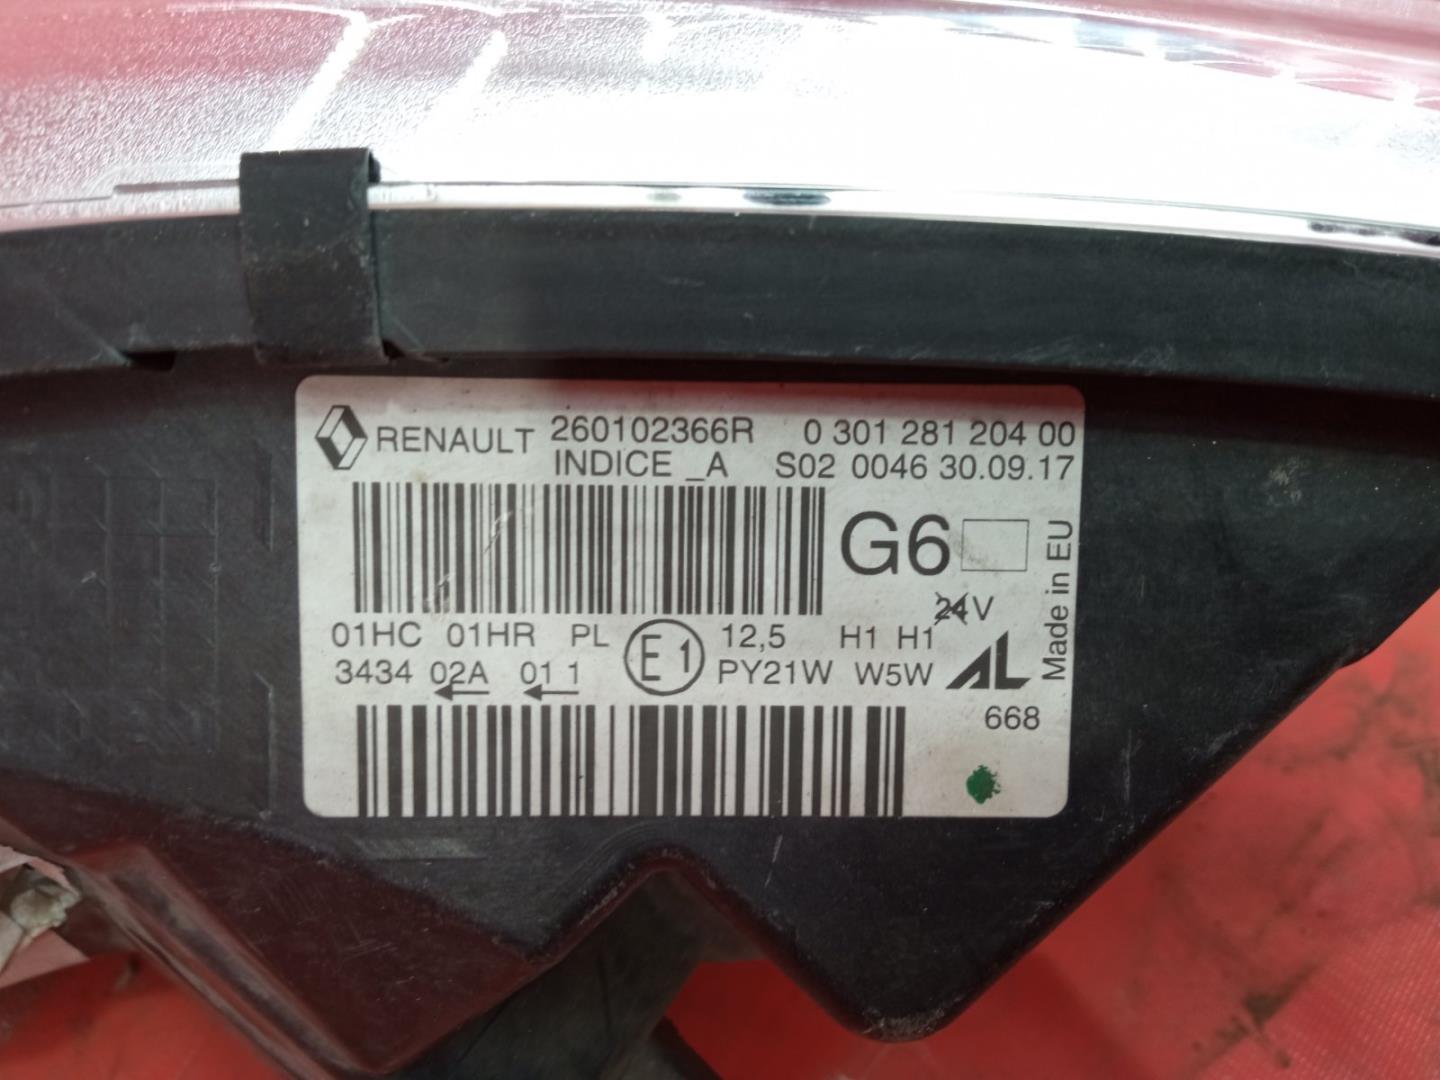 RENAULT 260102366R 0 301 281 204 00
INDICE _A S02 0046 30.09.17
G6
24V
Made in EU
01HC 01HR PL E1 12,5 H1 H1
3434 02A 01 1 PY21W W5W AL
668